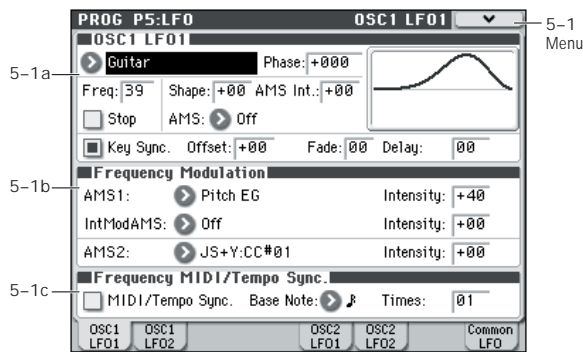 PROG P5:LFO OSC1 LFO1
5–1
Menu
OSC1 LFO1
5–1a
Guitar Phase: +000
Freq: 39 Shape: +00 AMS Int.: +00
Stop AMS: Off
Key Sync. Offset: +00 Fade: 00 Delay: 00
Frequency Modulation
5–1b
AMS1: Pitch EG Intensity: +40
IntModAMS: Off Intensity: +00
AMS2: JS+Y:CC#01 Intensity: +00
Frequency MIDI/Tempo Sync.
5–1c
MIDI/Tempo Sync. Base Note: ♪ Times: 01
OSC1 LFO1 OSC1 LFO2 OSC2 LFO1 OSC2 LFO2 Common LFO